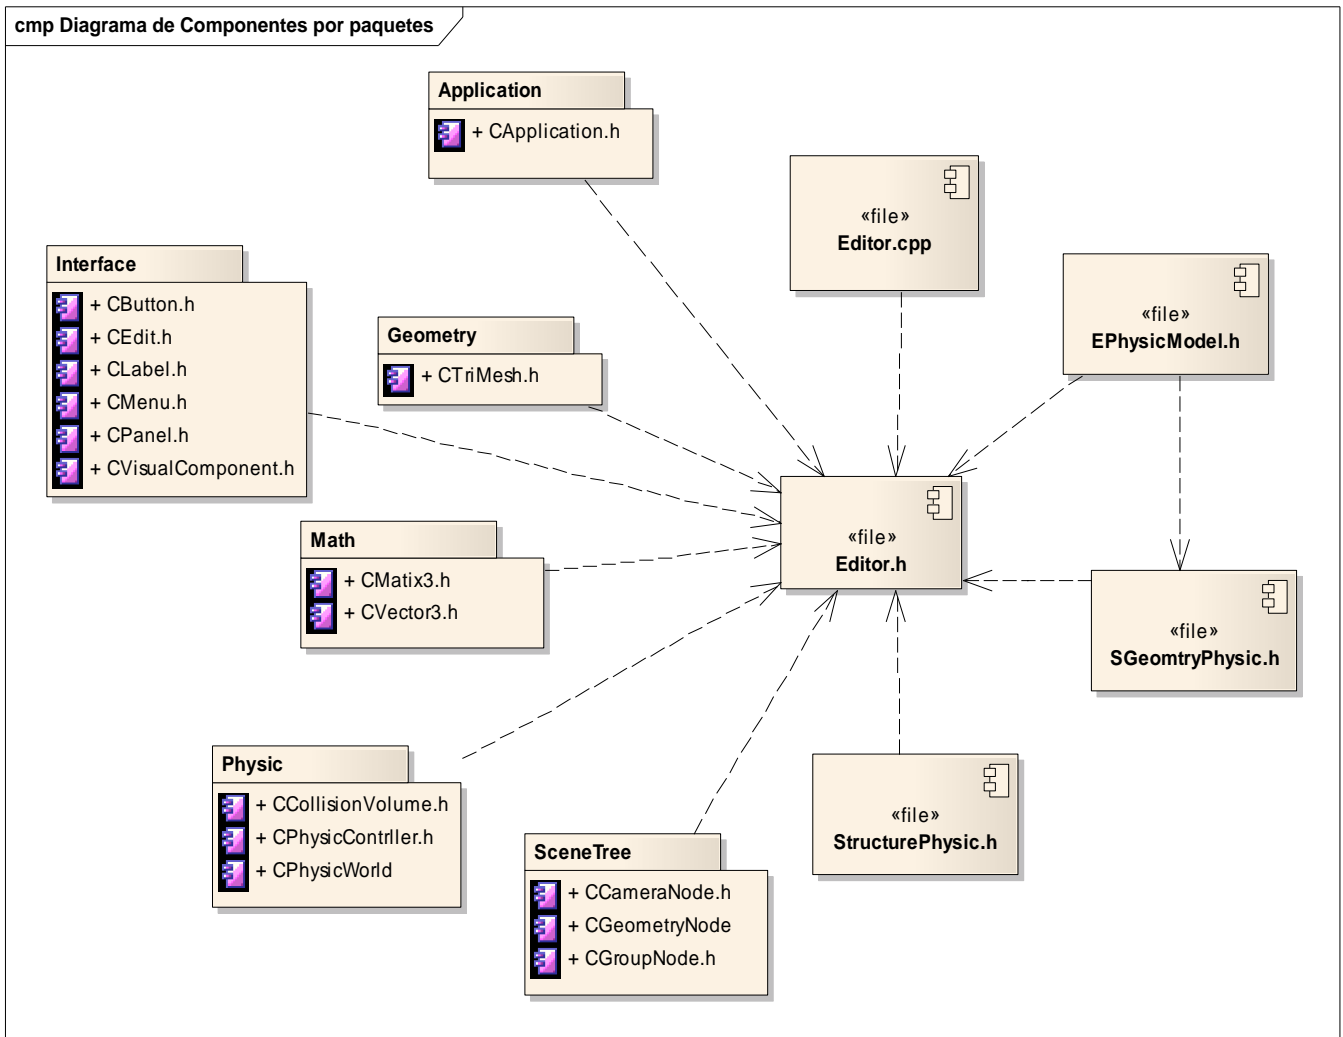 cmp Diagrama de Componentes por paquetes
Application
+ CApplication.h
«file»
Editor.cpp
Interface
+ CButton.h
+ CEdit.h
+ CLabel.h
+ CMenu.h
+ CPanel.h
+ CVisualComponent.h
«file»
EPhysicModel.h
Geometry
+ CTriMesh.h
«file»
Editor.h
Math
+ CMatix3.h
+ CVector3.h
«file»
SGeomtryPhysic.h
Physic
+ CCollisionVolume.h
+ CPhysicContrller.h
+ CPhysicWorld
«file»
StructurePhysic.h
SceneTree
+ CCameraNode.h
+ CGeometryNode
+ CGroupNode.h